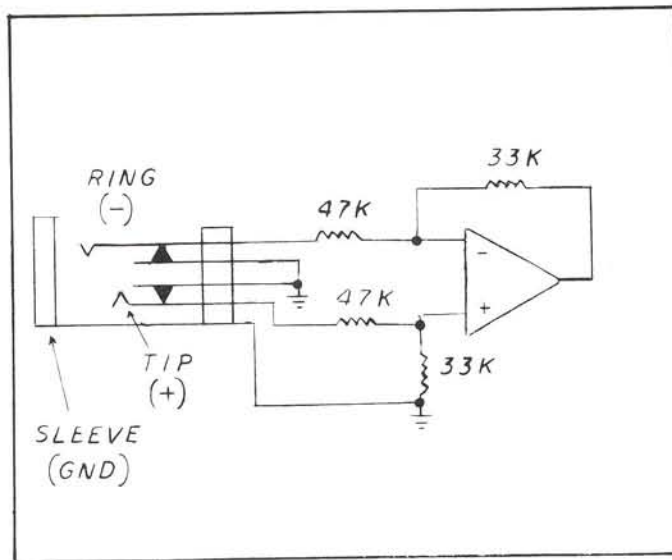 33K
RING
(-)
47K
-
47K
+
33K
TIP
(+)
SLEEVE
(GND)